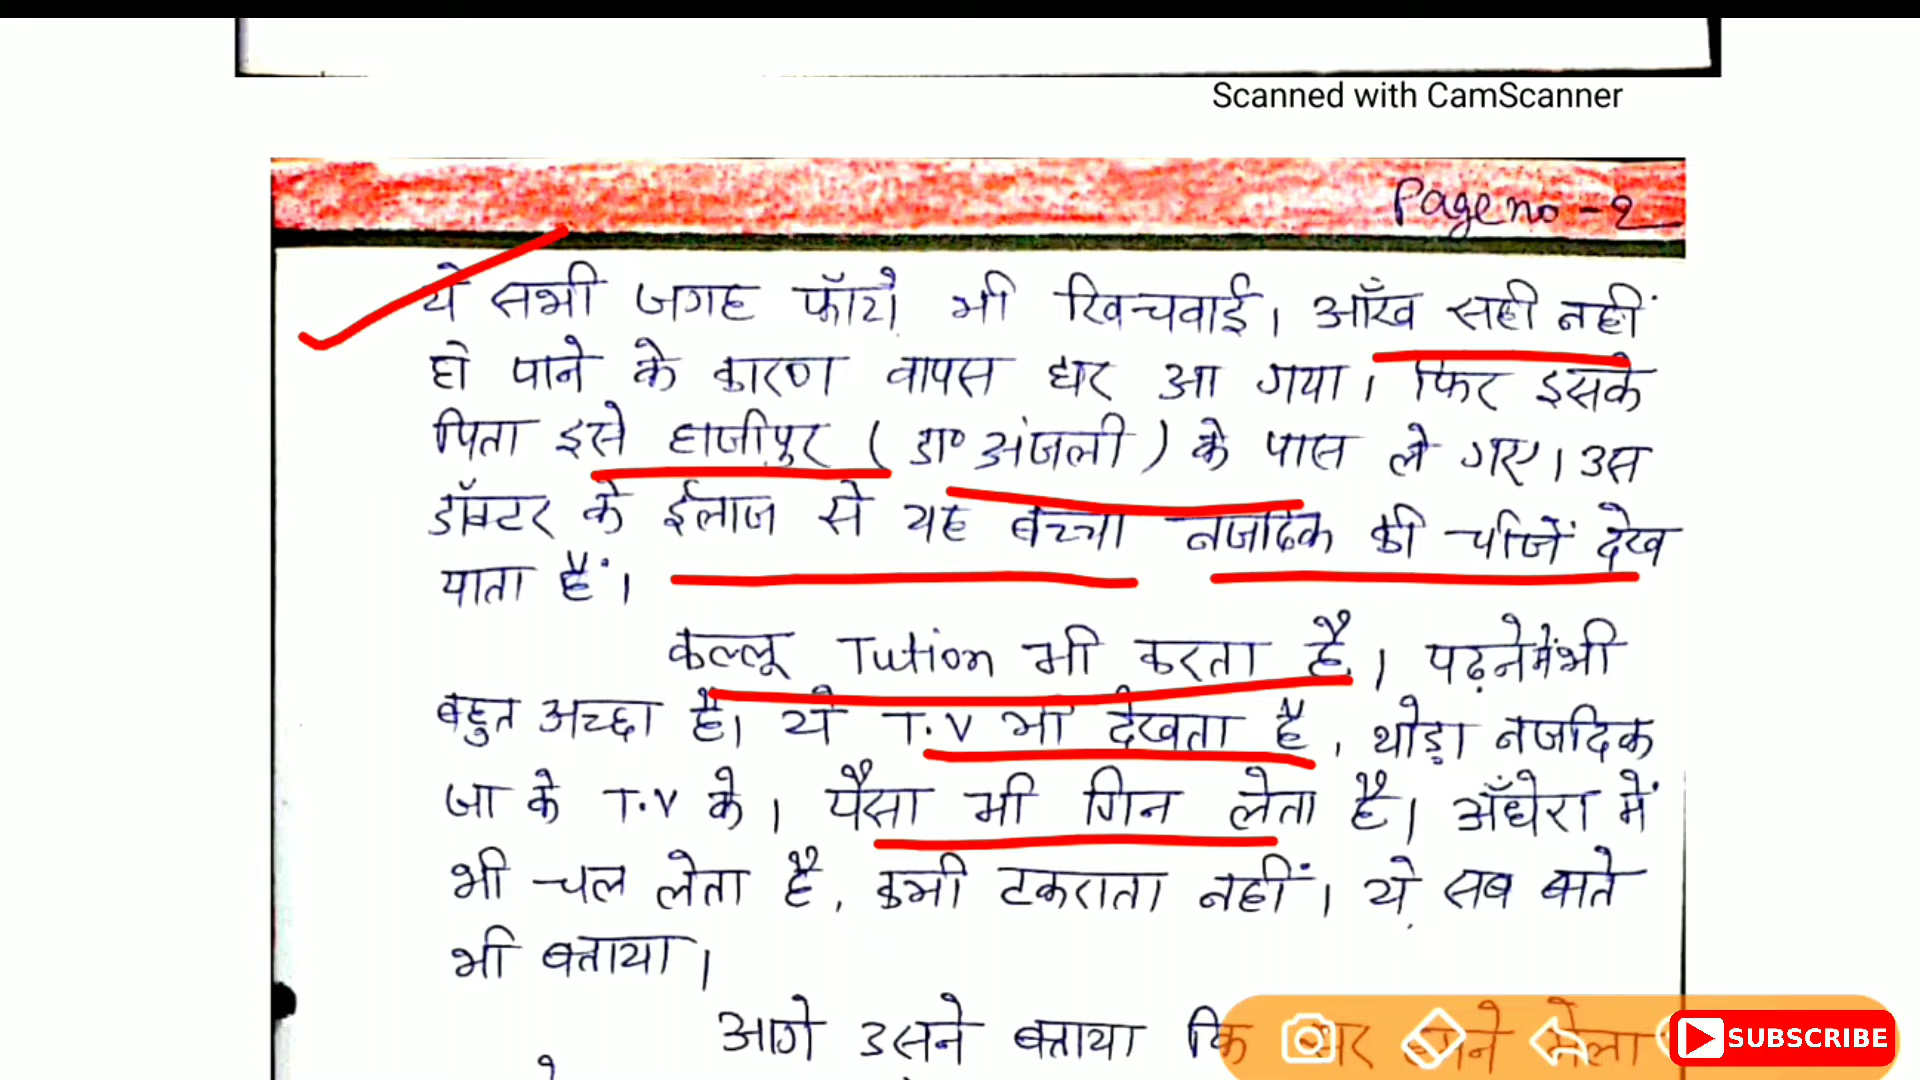 Scanned with CamScanner
Page no - 2
ये सभी जगह फॉटो भी खिचवाई। आँख सही नहीं
हो पाने के कारण वापस घर आ गया। फिर इसके
पिता इसे हाजीपुर ( डा० अंजली ) के पास ले गए। उस
डॉक्टर के ईलाज से यह बच्चा नजदिक की चीजें देख
पाता हैं।
कल्लू Tution भी करता है। पढ़ने में भी
बहुत अच्छा है। ये T.V भी देखता है, थोड़ा नजदिक
जा के T.V के। पैसा भी गिन लेता है। अँधेरा में
भी चल लेता है, कभी टकराता नहीं। ये सब बाते
भी बताया।
आगे उसने बताया कि सर मैने मेला
SUBSCRIBE